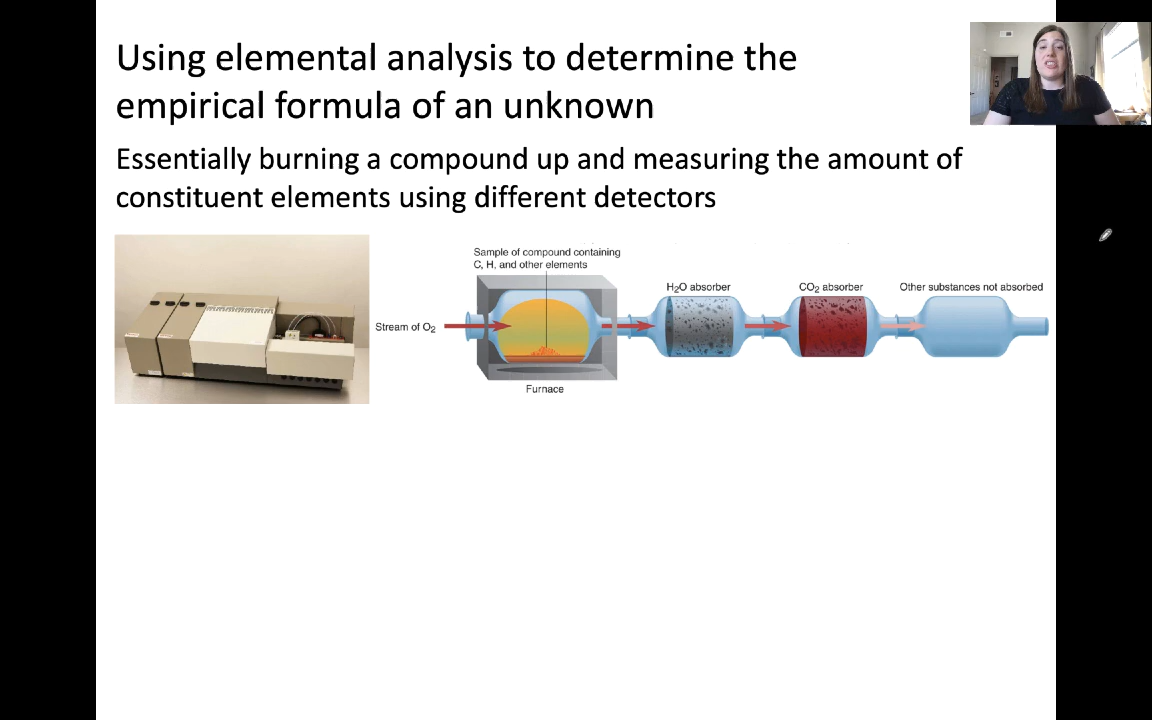 Using elemental analysis to determine the
empirical formula of an unknown
Essentially burning a compound up and measuring the amount of
constituent elements using different detectors
Sample of compound containing
C, H, and other elements
H₂O absorber
CO₂ absorber
Other substances not absorbed
Stream of O₂
Furnace